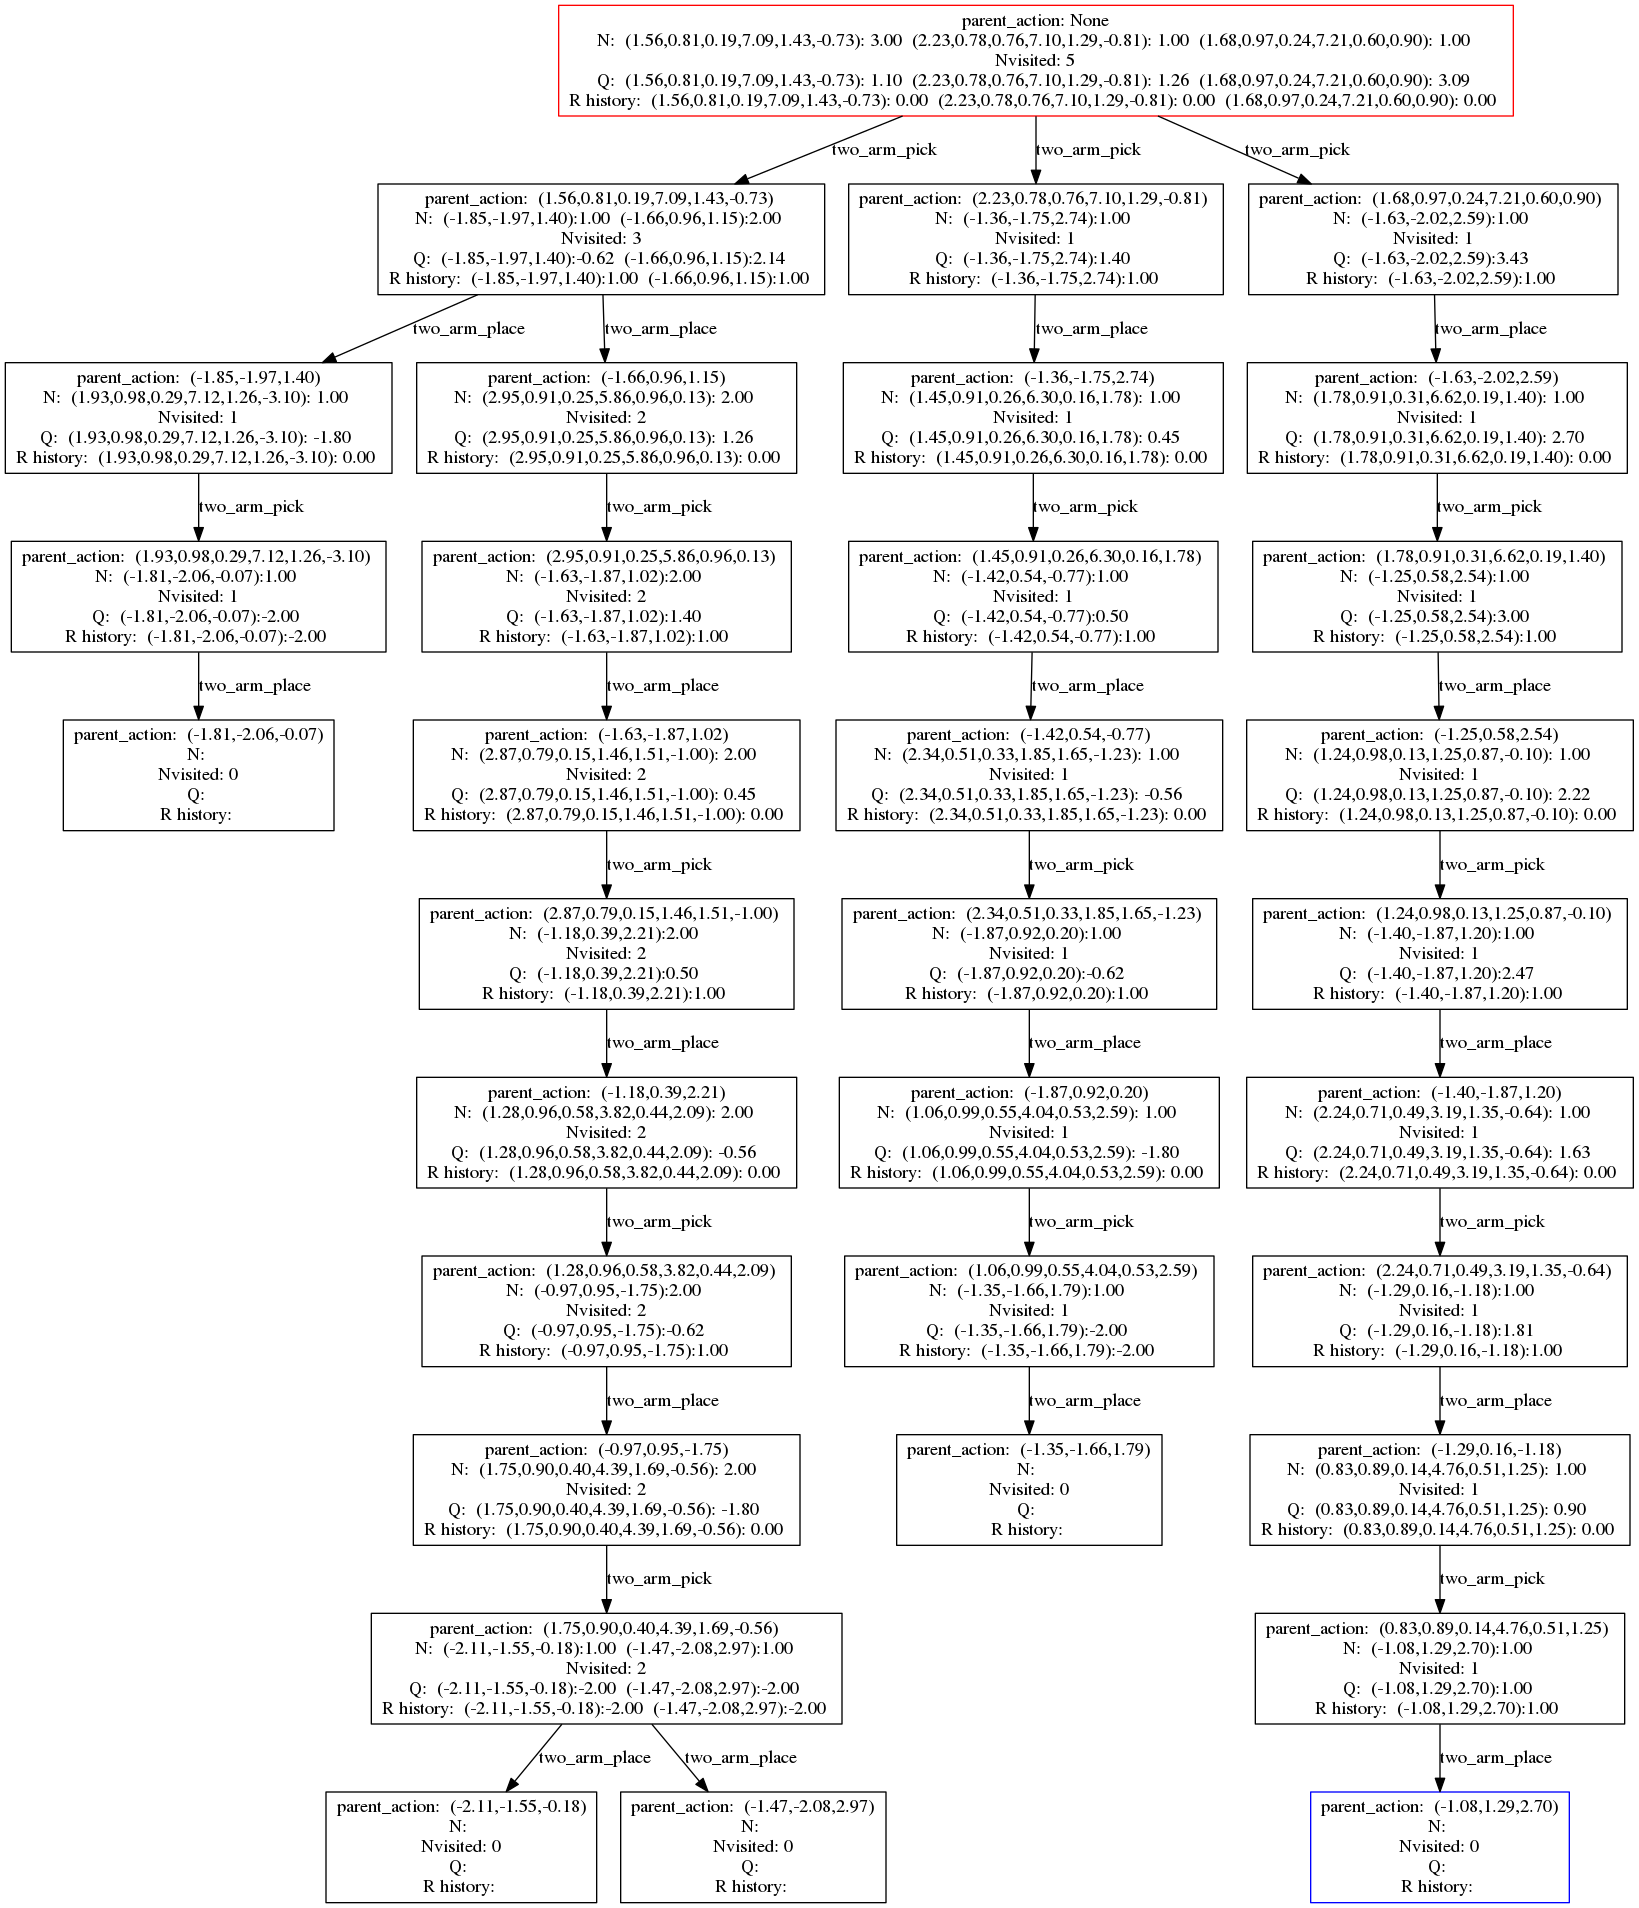 parent_action: None
N: (1.56,0.81,0.19,7.09,1.43,-0.73): 3.00 (2.23,0.78,0.76,7.10,1.29,-0.81): 1.00 (1.68,0.97,0.24,7.21,0.60,0.90): 1.00
Nvisited: 5
Q: (1.56,0.81,0.19,7.09,1.43,-0.73): 1.10 (2.23,0.78,0.76,7.10,1.29,-0.81): 1.26 (1.68,0.97,0.24,7.21,0.60,0.90): 3.09
R history: (1.56,0.81,0.19,7.09,1.43,-0.73): 0.00 (2.23,0.78,0.76,7.10,1.29,-0.81): 0.00 (1.68,0.97,0.24,7.21,0.60,0.90): 0.00
two_arm_pick
two_arm_pick
two_arm_pick
parent_action: (1.56,0.81,0.19,7.09,1.43,-0.73)
N: (-1.85,-1.97,1.40):1.00 (-1.66,0.96,1.15):2.00
Nvisited: 3
Q: (-1.85,-1.97,1.40):-0.62 (-1.66,0.96,1.15):2.14
R history: (-1.85,-1.97,1.40):1.00 (-1.66,0.96,1.15):1.00
parent_action: (2.23,0.78,0.76,7.10,1.29,-0.81)
N: (-1.36,-1.75,2.74):1.00
Nvisited: 1
Q: (-1.36,-1.75,2.74):1.40
R history: (-1.36,-1.75,2.74):1.00
parent_action: (1.68,0.97,0.24,7.21,0.60,0.90)
N: (-1.63,-2.02,2.59):1.00
Nvisited: 1
Q: (-1.63,-2.02,2.59):3.43
R history: (-1.63,-2.02,2.59):1.00
two_arm_place
two_arm_place
two_arm_place
two_arm_place
parent_action: (-1.85,-1.97,1.40)
N: (1.93,0.98,0.29,7.12,1.26,-3.10): 1.00
Nvisited: 1
Q: (1.93,0.98,0.29,7.12,1.26,-3.10): -1.80
R history: (1.93,0.98,0.29,7.12,1.26,-3.10): 0.00
parent_action: (-1.66,0.96,1.15)
N: (2.95,0.91,0.25,5.86,0.96,0.13): 2.00
Nvisited: 2
Q: (2.95,0.91,0.25,5.86,0.96,0.13): 1.26
R history: (2.95,0.91,0.25,5.86,0.96,0.13): 0.00
parent_action: (-1.36,-1.75,2.74)
N: (1.45,0.91,0.26,6.30,0.16,1.78): 1.00
Nvisited: 1
Q: (1.45,0.91,0.26,6.30,0.16,1.78): 0.45
R history: (1.45,0.91,0.26,6.30,0.16,1.78): 0.00
parent_action: (-1.63,-2.02,2.59)
N: (1.78,0.91,0.31,6.62,0.19,1.40): 1.00
Nvisited: 1
Q: (1.78,0.91,0.31,6.62,0.19,1.40): 2.70
R history: (1.78,0.91,0.31,6.62,0.19,1.40): 0.00
two_arm_pick
two_arm_pick
two_arm_pick
two_arm_pick
parent_action: (1.93,0.98,0.29,7.12,1.26,-3.10)
N: (-1.81,-2.06,-0.07):1.00
Nvisited: 1
Q: (-1.81,-2.06,-0.07):-2.00
R history: (-1.81,-2.06,-0.07):-2.00
parent_action: (2.95,0.91,0.25,5.86,0.96,0.13)
N: (-1.63,-1.87,1.02):2.00
Nvisited: 2
Q: (-1.63,-1.87,1.02):1.40
R history: (-1.63,-1.87,1.02):1.00
parent_action: (1.45,0.91,0.26,6.30,0.16,1.78)
N: (-1.42,0.54,-0.77):1.00
Nvisited: 1
Q: (-1.42,0.54,-0.77):0.50
R history: (-1.42,0.54,-0.77):1.00
parent_action: (1.78,0.91,0.31,6.62,0.19,1.40)
N: (-1.25,0.58,2.54):1.00
Nvisited: 1
Q: (-1.25,0.58,2.54):3.00
R history: (-1.25,0.58,2.54):1.00
two_arm_place
two_arm_place
two_arm_place
two_arm_place
parent_action: (-1.81,-2.06,-0.07)
N:
Nvisited: 0
Q:
R history:
parent_action: (-1.63,-1.87,1.02)
N: (2.87,0.79,0.15,1.46,1.51,-1.00): 2.00
Nvisited: 2
Q: (2.87,0.79,0.15,1.46,1.51,-1.00): 0.45
R history: (2.87,0.79,0.15,1.46,1.51,-1.00): 0.00
parent_action: (-1.42,0.54,-0.77)
N: (2.34,0.51,0.33,1.85,1.65,-1.23): 1.00
Nvisited: 1
Q: (2.34,0.51,0.33,1.85,1.65,-1.23): -0.56
R history: (2.34,0.51,0.33,1.85,1.65,-1.23): 0.00
parent_action: (-1.25,0.58,2.54)
N: (1.24,0.98,0.13,1.25,0.87,-0.10): 1.00
Nvisited: 1
Q: (1.24,0.98,0.13,1.25,0.87,-0.10): 2.22
R history: (1.24,0.98,0.13,1.25,0.87,-0.10): 0.00
two_arm_pick
two_arm_pick
two_arm_pick
parent_action: (2.87,0.79,0.15,1.46,1.51,-1.00)
N: (-1.18,0.39,2.21):2.00
Nvisited: 2
Q: (-1.18,0.39,2.21):0.50
R history: (-1.18,0.39,2.21):1.00
parent_action: (2.34,0.51,0.33,1.85,1.65,-1.23)
N: (-1.87,0.92,0.20):1.00
Nvisited: 1
Q: (-1.87,0.92,0.20):-0.62
R history: (-1.87,0.92,0.20):1.00
parent_action: (1.24,0.98,0.13,1.25,0.87,-0.10)
N: (-1.40,-1.87,1.20):1.00
Nvisited: 1
Q: (-1.40,-1.87,1.20):2.47
R history: (-1.40,-1.87,1.20):1.00
two_arm_place
two_arm_place
two_arm_place
parent_action: (-1.18,0.39,2.21)
N: (1.28,0.96,0.58,3.82,0.44,2.09): 2.00
Nvisited: 2
Q: (1.28,0.96,0.58,3.82,0.44,2.09): -0.56
R history: (1.28,0.96,0.58,3.82,0.44,2.09): 0.00
parent_action: (-1.87,0.92,0.20)
N: (1.06,0.99,0.55,4.04,0.53,2.59): 1.00
Nvisited: 1
Q: (1.06,0.99,0.55,4.04,0.53,2.59): -1.80
R history: (1.06,0.99,0.55,4.04,0.53,2.59): 0.00
parent_action: (-1.40,-1.87,1.20)
N: (2.24,0.71,0.49,3.19,1.35,-0.64): 1.00
Nvisited: 1
Q: (2.24,0.71,0.49,3.19,1.35,-0.64): 1.63
R history: (2.24,0.71,0.49,3.19,1.35,-0.64): 0.00
two_arm_pick
two_arm_pick
two_arm_pick
parent_action: (1.28,0.96,0.58,3.82,0.44,2.09)
N: (-0.97,0.95,-1.75):2.00
Nvisited: 2
Q: (-0.97,0.95,-1.75):-0.62
R history: (-0.97,0.95,-1.75):1.00
parent_action: (1.06,0.99,0.55,4.04,0.53,2.59)
N: (-1.35,-1.66,1.79):1.00
Nvisited: 1
Q: (-1.35,-1.66,1.79):-2.00
R history: (-1.35,-1.66,1.79):-2.00
parent_action: (2.24,0.71,0.49,3.19,1.35,-0.64)
N: (-1.29,0.16,-1.18):1.00
Nvisited: 1
Q: (-1.29,0.16,-1.18):1.81
R history: (-1.29,0.16,-1.18):1.00
two_arm_place
two_arm_place
two_arm_place
parent_action: (-0.97,0.95,-1.75)
N: (1.75,0.90,0.40,4.39,1.69,-0.56): 2.00
Nvisited: 2
Q: (1.75,0.90,0.40,4.39,1.69,-0.56): -1.80
R history: (1.75,0.90,0.40,4.39,1.69,-0.56): 0.00
parent_action: (-1.35,-1.66,1.79)
N:
Nvisited: 0
Q:
R history:
parent_action: (-1.29,0.16,-1.18)
N: (0.83,0.89,0.14,4.76,0.51,1.25): 1.00
Nvisited: 1
Q: (0.83,0.89,0.14,4.76,0.51,1.25): 0.90
R history: (0.83,0.89,0.14,4.76,0.51,1.25): 0.00
two_arm_pick
two_arm_pick
parent_action: (1.75,0.90,0.40,4.39,1.69,-0.56)
N: (-2.11,-1.55,-0.18):1.00 (-1.47,-2.08,2.97):1.00
Nvisited: 2
Q: (-2.11,-1.55,-0.18):-2.00 (-1.47,-2.08,2.97):-2.00
R history: (-2.11,-1.55,-0.18):-2.00 (-1.47,-2.08,2.97):-2.00
parent_action: (0.83,0.89,0.14,4.76,0.51,1.25)
N: (-1.08,1.29,2.70):1.00
Nvisited: 1
Q: (-1.08,1.29,2.70):1.00
R history: (-1.08,1.29,2.70):1.00
two_arm_place
two_arm_place
two_arm_place
parent_action: (-2.11,-1.55,-0.18)
N:
Nvisited: 0
Q:
R history:
parent_action: (-1.47,-2.08,2.97)
N:
Nvisited: 0
Q:
R history:
parent_action: (-1.08,1.29,2.70)
N:
Nvisited: 0
Q:
R history: